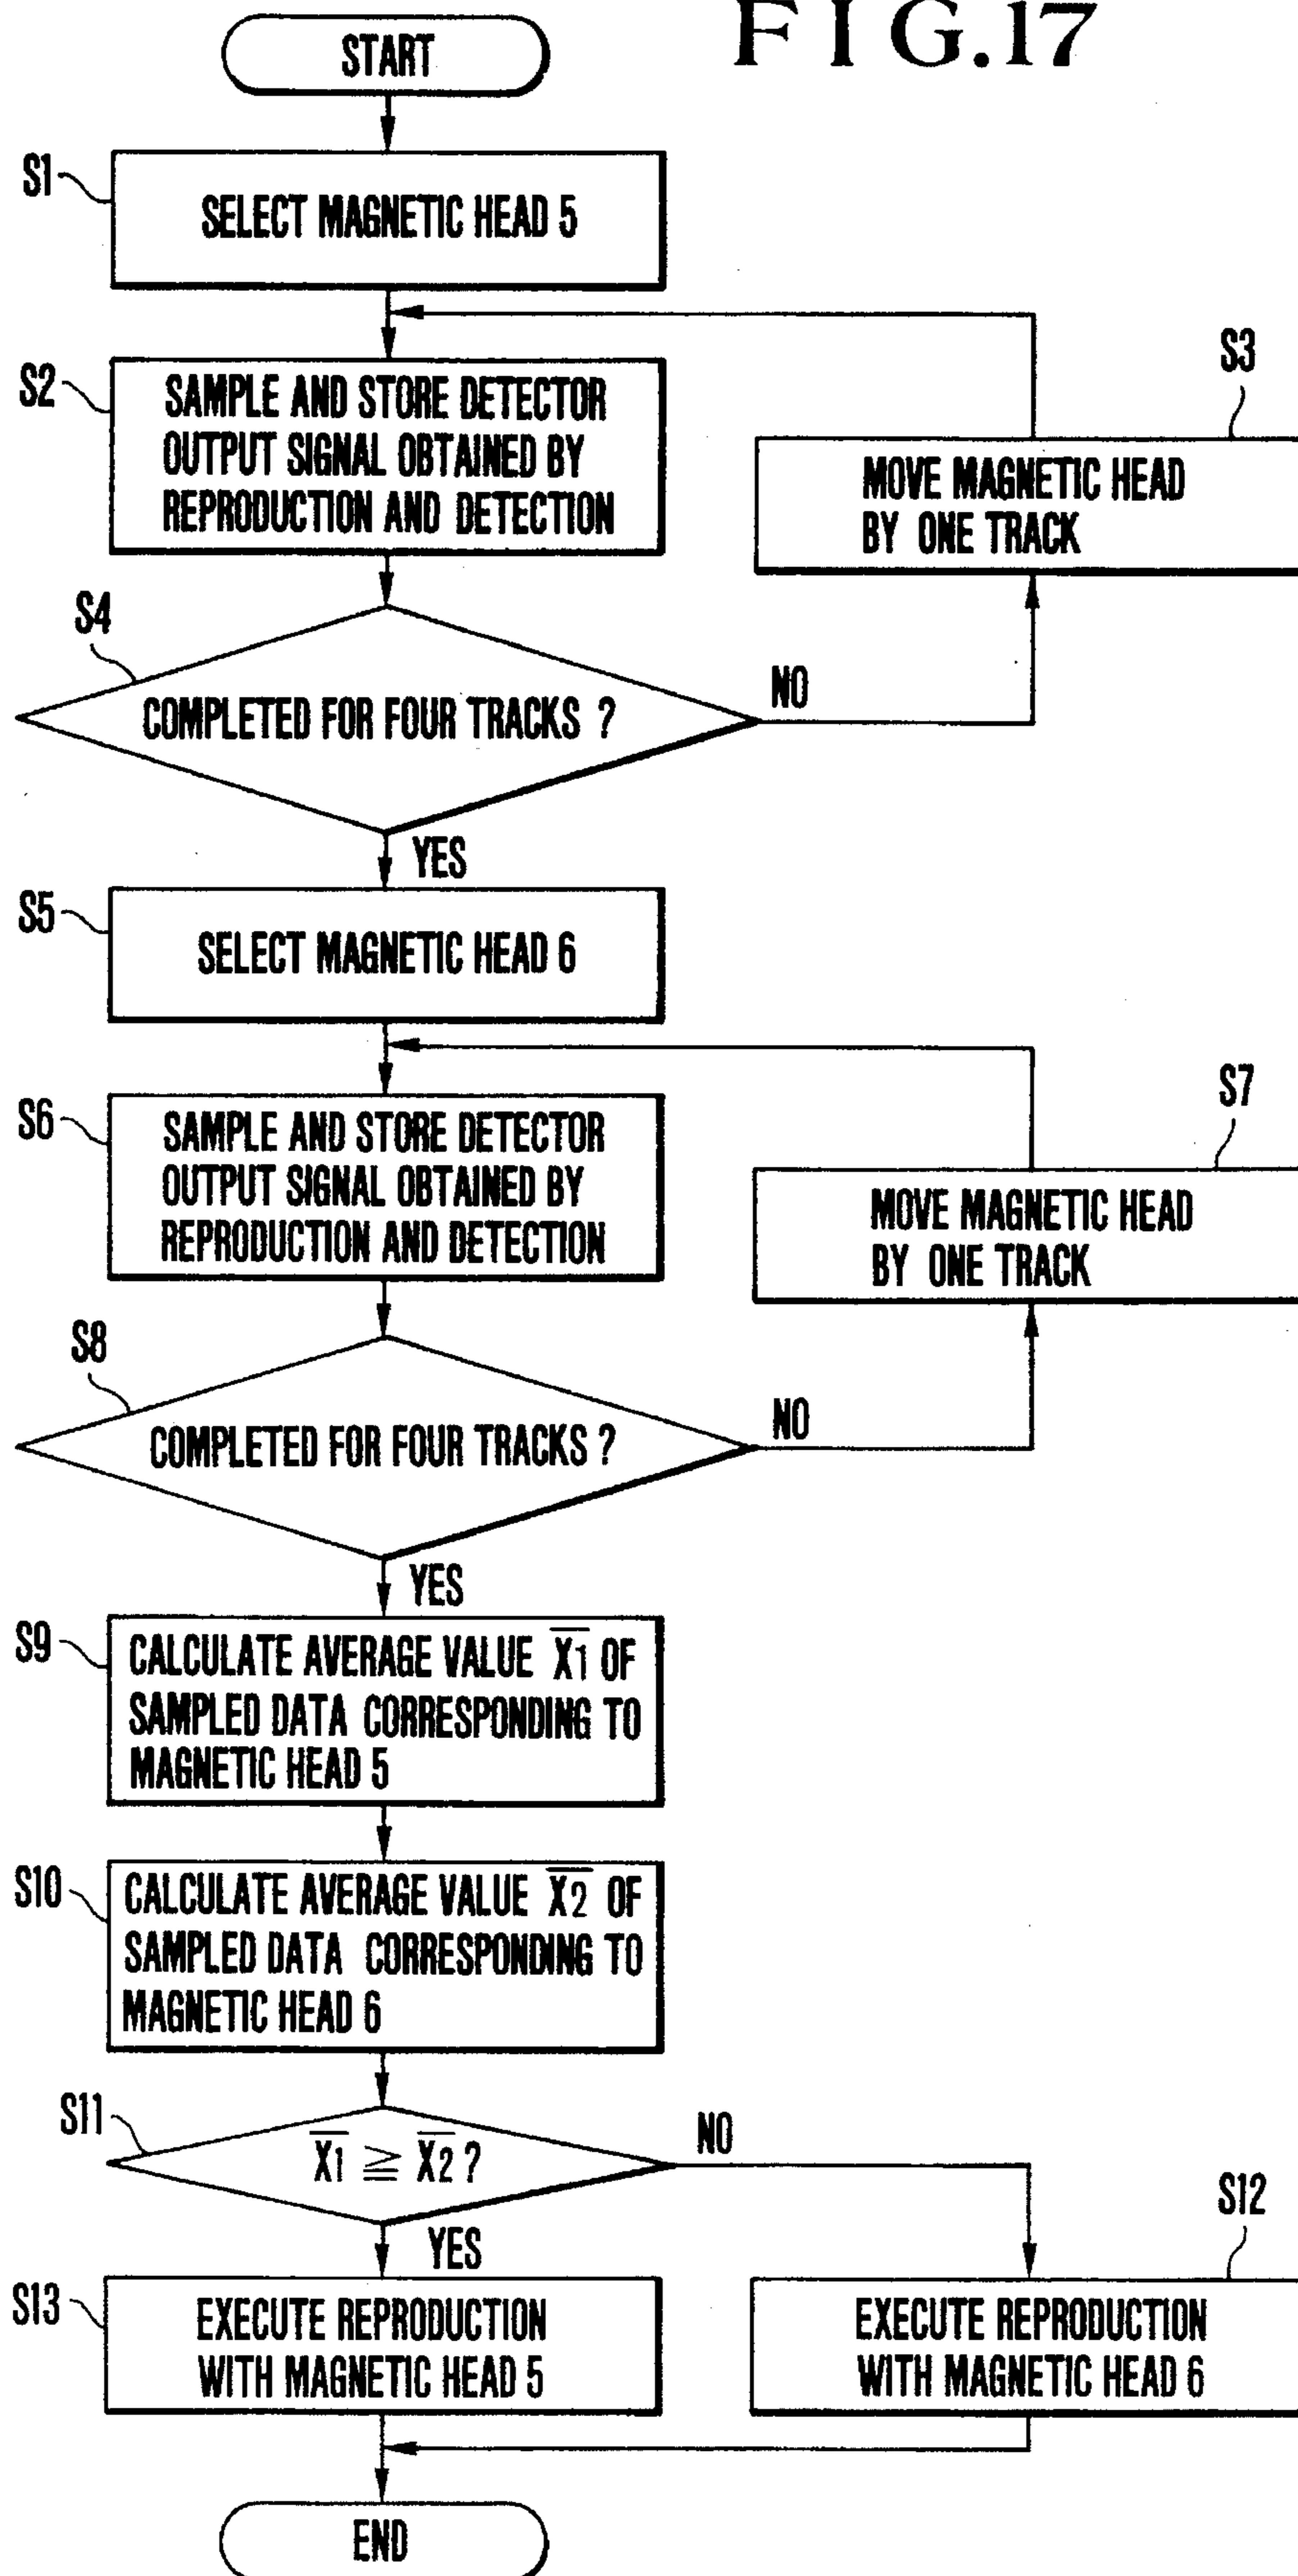 FIG.17
START
S1
SELECT MAGNETIC HEAD 5
S2
SAMPLE AND STORE DETECTOR
OUTPUT SIGNAL OBTAINED BY
REPRODUCTION AND DETECTION
S3
MOVE MAGNETIC HEAD
BY ONE TRACK
S4
COMPLETED FOR FOUR TRACKS ?
NO
YES
S5
SELECT MAGNETIC HEAD 6
S6
SAMPLE AND STORE DETECTOR
OUTPUT SIGNAL OBTAINED BY
REPRODUCTION AND DETECTION
S7
MOVE MAGNETIC HEAD
BY ONE TRACK
S8
COMPLETED FOR FOUR TRACKS ?
NO
YES
S9
CALCULATE AVERAGE VALUE X̅1̅ OF
SAMPLED DATA CORRESPONDING TO
MAGNETIC HEAD 5
S10
CALCULATE AVERAGE VALUE X̅2̅ OF
SAMPLED DATA CORRESPONDING TO
MAGNETIC HEAD 6
S11
X̅1̅ ≧ X̅2̅ ?
NO
YES
S12
EXECUTE REPRODUCTION
WITH MAGNETIC HEAD 6
S13
EXECUTE REPRODUCTION
WITH MAGNETIC HEAD 5
END